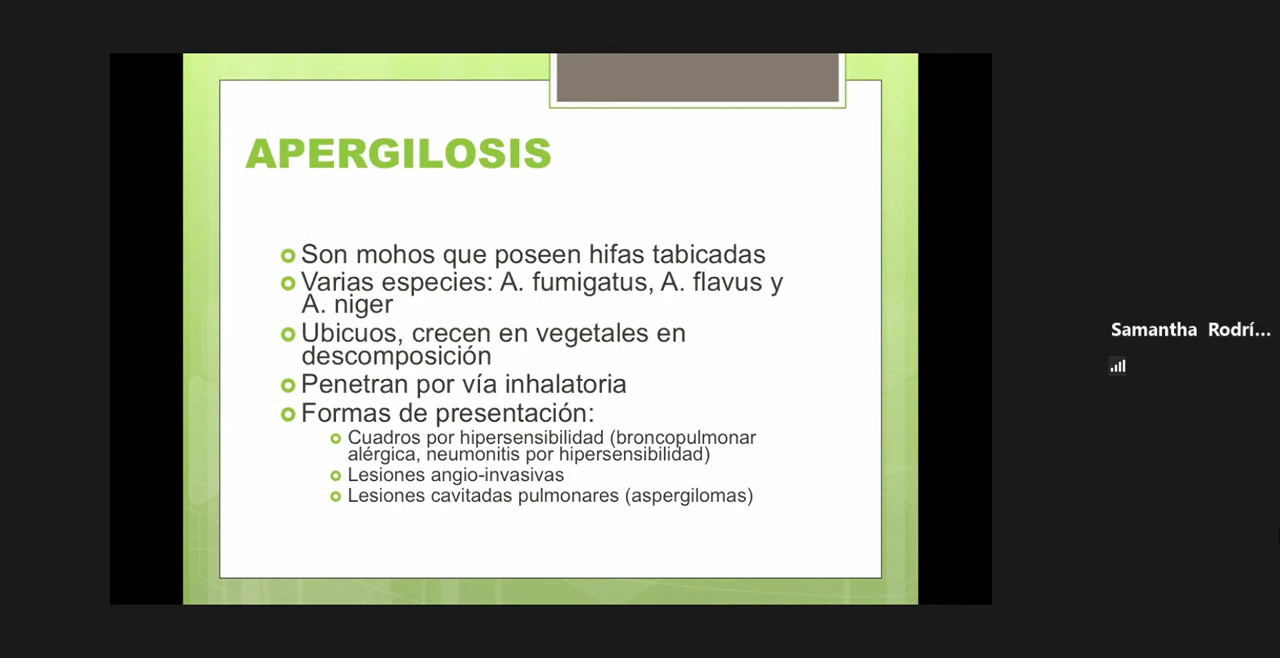 APERGILOSIS
Son mohos que poseen hifas tabicadas
Varias especies: A. fumigatus, A. flavus y
A. niger
Ubicuos, crecen en vegetales en
descomposición
Penetran por vía inhalatoria
Formas de presentación:
Cuadros por hipersensibilidad (broncopulmonar
alérgica, neumonitis por hipersensibilidad)
Lesiones angio-invasivas
Lesiones cavitadas pulmonares (aspergilomas)
Samantha Rodrí...